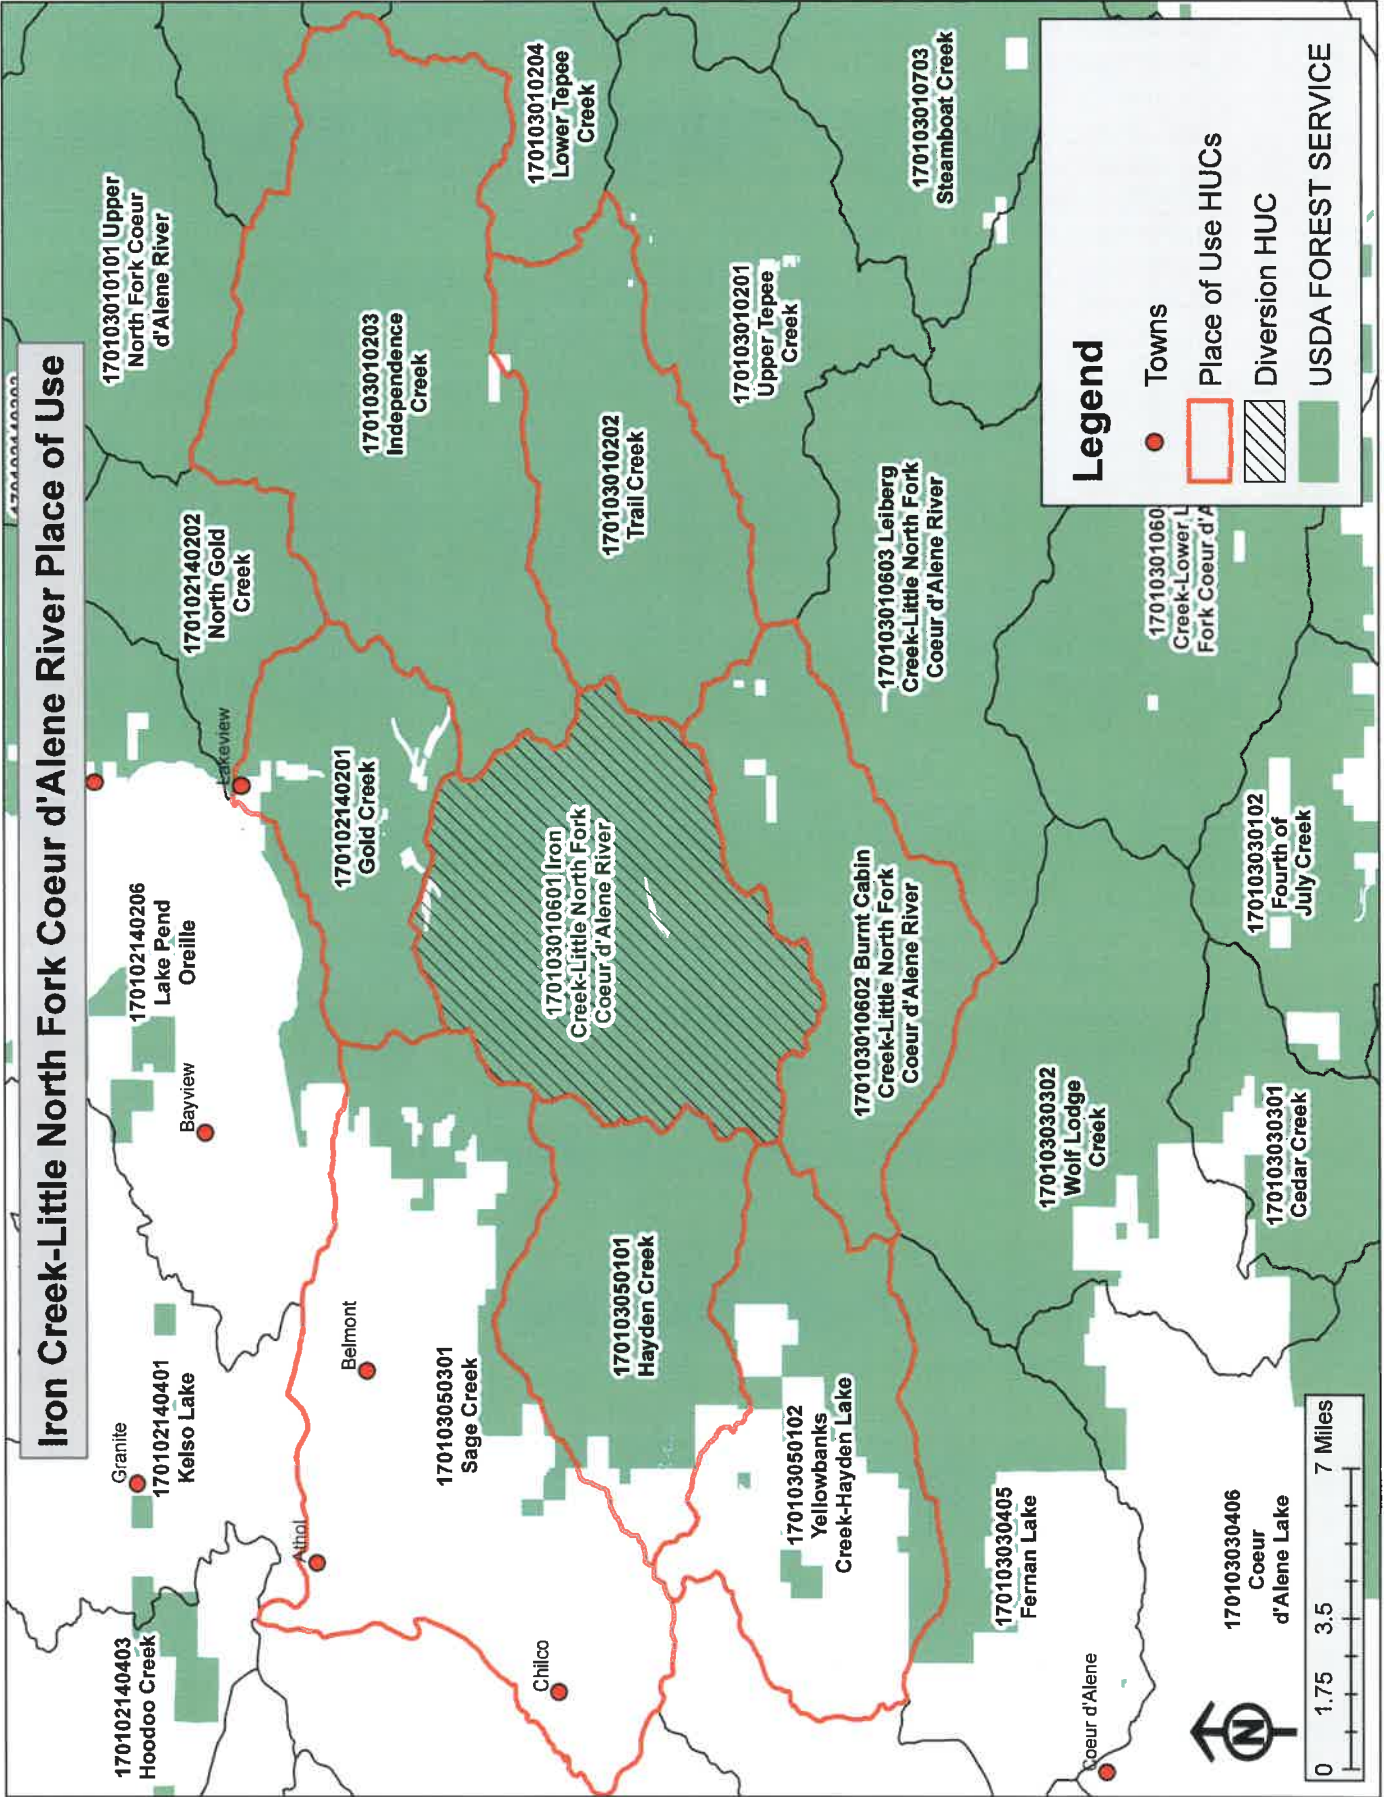 Iron Creek-Little North Fork Coeur d'Alene River Place of Use
170102140403
Hoodoo Creek
Granite
170102140401
Kelso Lake
Athol
Bayview
170102140206
Lake Pend
Oreille
Lakeview
170102140202
North Gold
Creek
170103010101 Upper
North Fork Coeur
d'Alene River
Belmont
170102140201
Gold Creek
170103010203
Independence
Creek
170103050301
Sage Creek
Chilco
170103010601 Iron
Creek-Little North Fork
Coeur d'Alene River
170103010202
Trail Creek
170103010204
Lower Tepee
Creek
170103050101
Hayden Creek
170103050102
Yellowbanks
Creek-Hayden Lake
170103010602 Burnt Cabin
Creek-Little North Fork
Coeur d'Alene River
170103010603 Leiberg
Creek-Little North Fork
Coeur d'Alene River
170103010201
Upper Tepee
Creek
170103010703
Steamboat Creek
170103030405
Fernan Lake
170103030302
Wolf Lodge
Creek
Coeur d'Alene
170103030406
Coeur
d'Alene Lake
170103030301
Cedar Creek
170103030102
Fourth of
July Creek
17010301060
Creek-Lower L
Fork Coeur d'A
Legend
Towns
Place of Use HUCs
Diversion HUC
USDA FOREST SERVICE
N
0 1.75 3.5 7 Miles